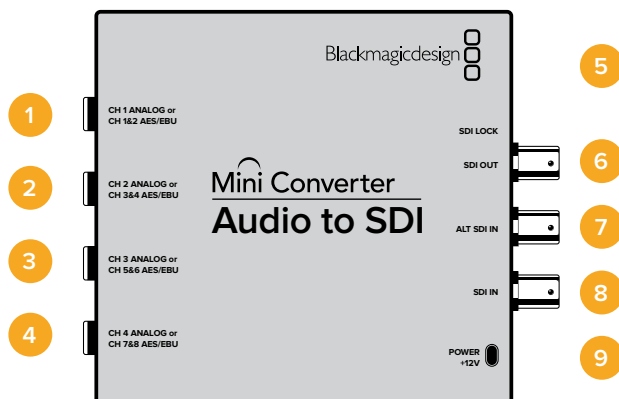 Blackmagicdesign
1
CH 1 ANALOG or
CH 1&2 AES/EBU
2
CH 2 ANALOG or
CH 3&4 AES/EBU
3
CH 3 ANALOG or
CH 5&6 AES/EBU
4
CH 4 ANALOG or
CH 7&8 AES/EBU
Mini Converter
Audio to SDI
5
SDI LOCK
SDI OUT
6
ALT SDI IN
7
SDI IN
8
POWER
+12V
9